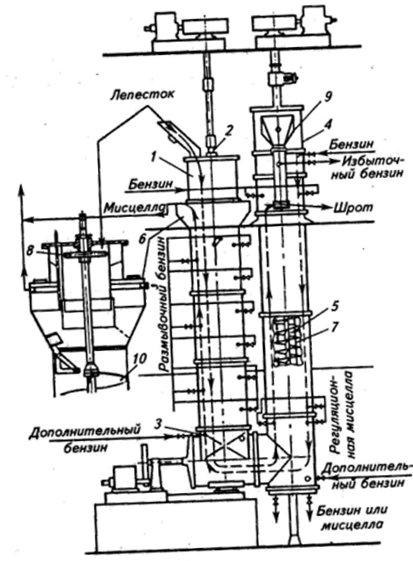 Лепесток
2
9
1
4
Бензин
Избыточ-
ный бензин
Бензин
Мисцелла
Шрот
6
8
Размывочный бензин
5
7
10
Регуляцион-
ная мисцелла
3
Дополнительный
бензин
Дополнитель-
ный бензин
Бензин или
мисцелла